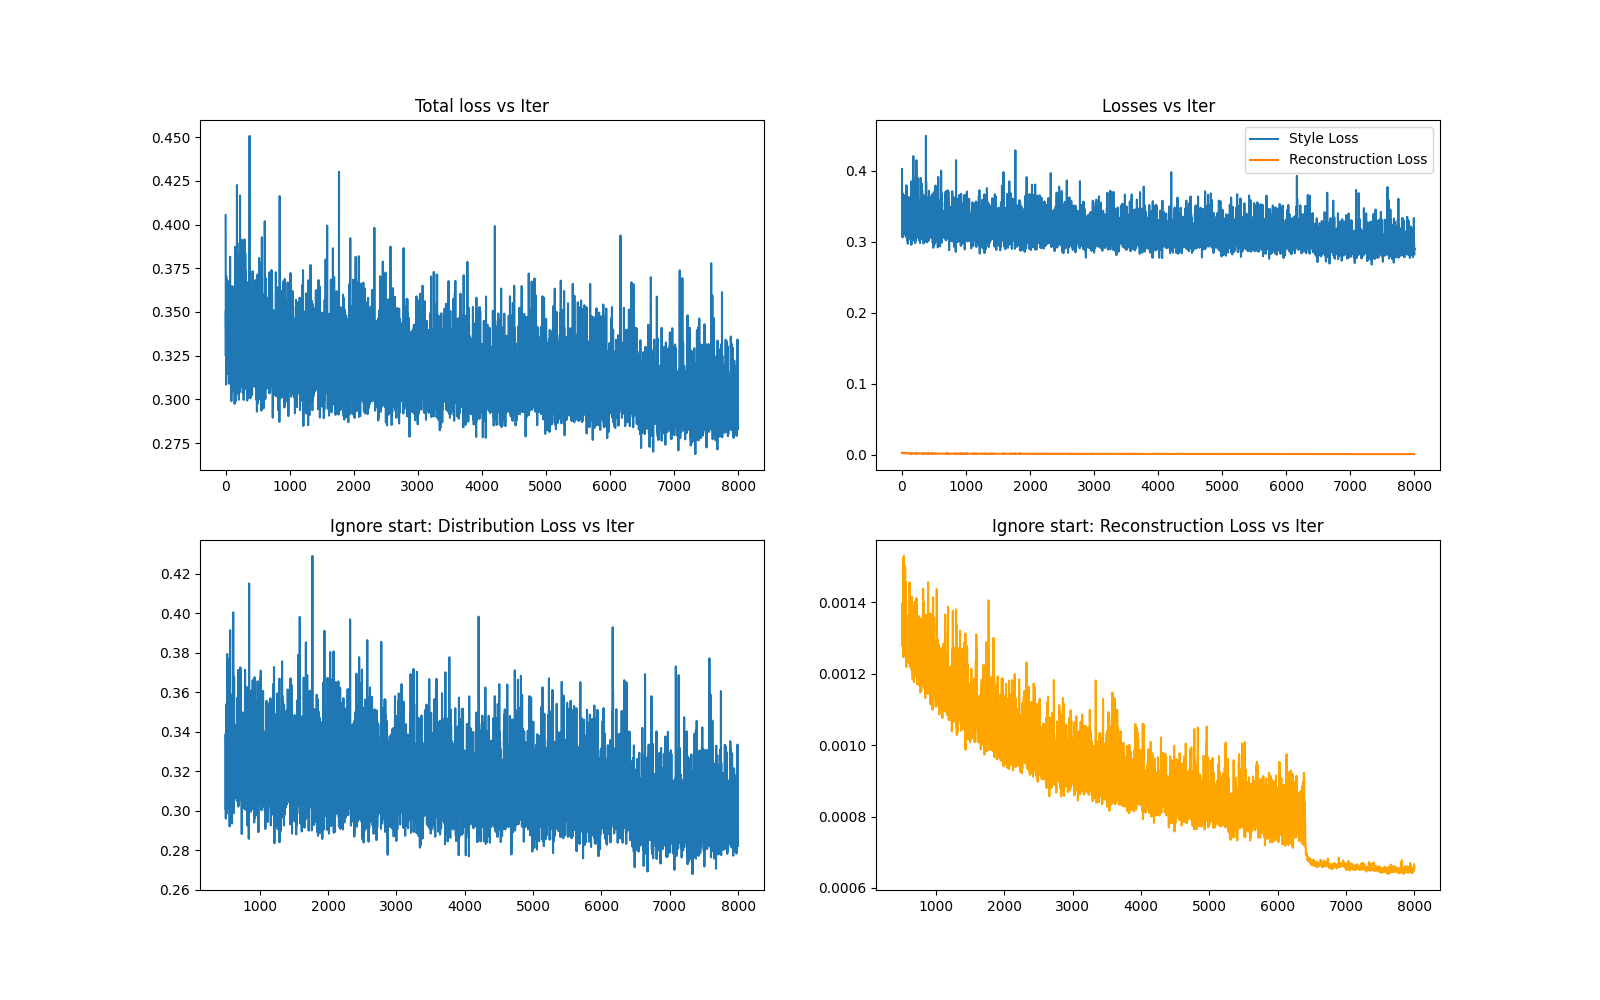 Total loss vs Iter
0.450
0.425
0.400
0.375
0.350
0.325
0.300
0.275
0 1000 2000 3000 4000 5000 6000 7000 8000
Losses vs Iter
Style Loss
Reconstruction Loss
0.4
0.3
0.2
0.1
0.0
0 1000 2000 3000 4000 5000 6000 7000 8000
Ignore start: Distribution Loss vs Iter
0.42
0.40
0.38
0.36
0.34
0.32
0.30
0.28
0.26
1000 2000 3000 4000 5000 6000 7000 8000
Ignore start: Reconstruction Loss vs Iter
0.0014
0.0012
0.0010
0.0008
0.0006
1000 2000 3000 4000 5000 6000 7000 8000